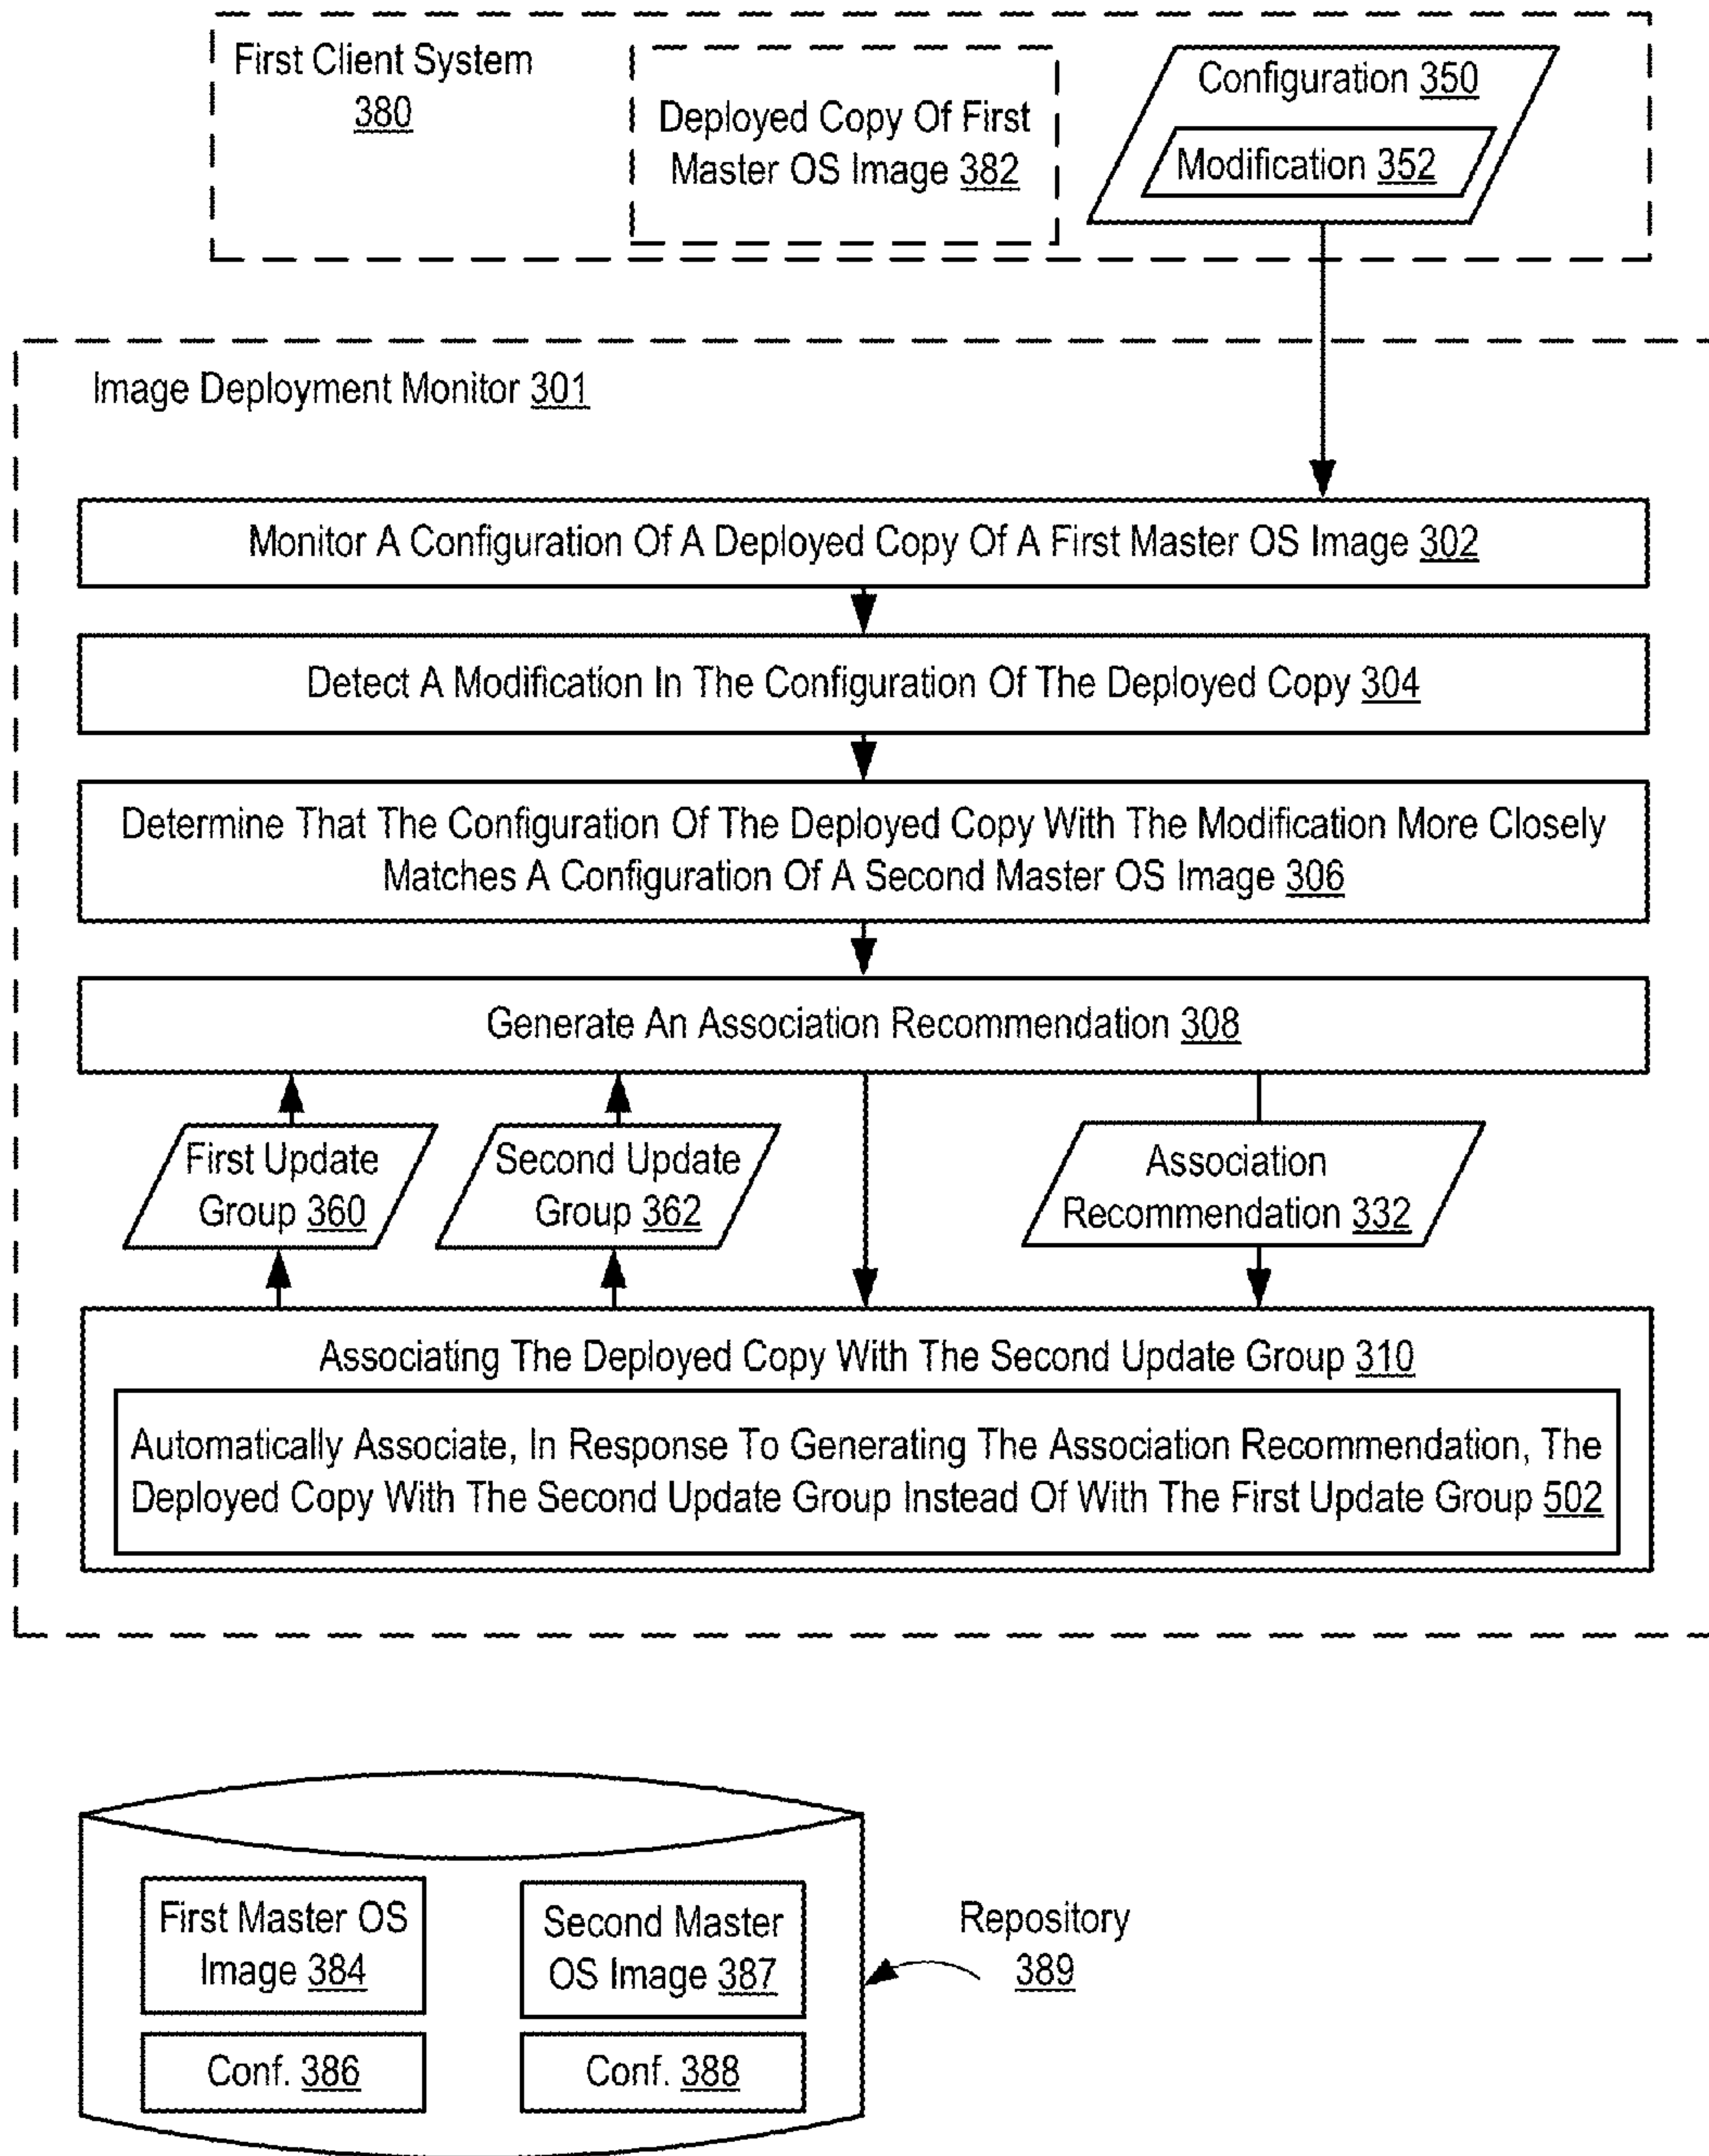 First Client System
380
Deployed Copy Of First
Master OS Image 382
Configuration 350
Modification 352
Image Deployment Monitor 301
Monitor A Configuration Of A Deployed Copy Of A First Master OS Image 302
Detect A Modification In The Configuration Of The Deployed Copy 304
Determine That The Configuration Of The Deployed Copy With The Modification More Closely
Matches A Configuration Of A Second Master OS Image 306
Generate An Association Recommendation 308
First Update
Group 360
Second Update
Group 362
Association
Recommendation 332
Associating The Deployed Copy With The Second Update Group 310
Automatically Associate, In Response To Generating The Association Recommendation, The
Deployed Copy With The Second Update Group Instead Of With The First Update Group 502
First Master OS
Image 384
Second Master
OS Image 387
Repository
389
Conf. 386
Conf. 388